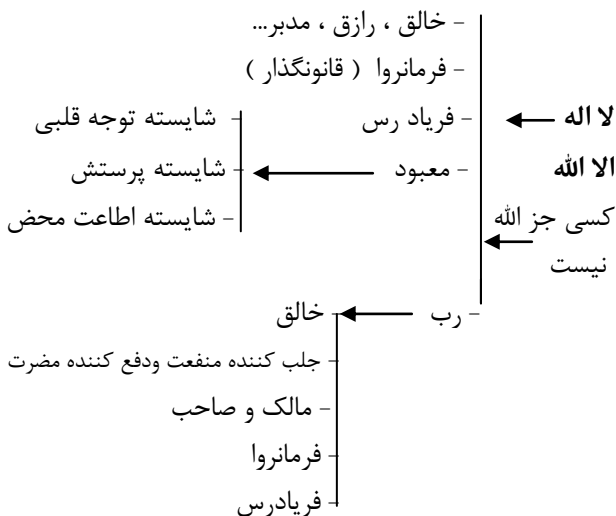 - خالق ، رازق ، مدبر...
- فرمانروا ( قانونگذار )
لا اله - فریاد رس - شایسته توجه قلبی
الا الله - معبود - شایسته پرستش
کسی جز الله - شایسته اطاعت محض
نیست
- رب - خالق
- جلب کننده منفعت ودفع کننده مضرت
- مالک و صاحب
- فرمانروا
- فریادرس